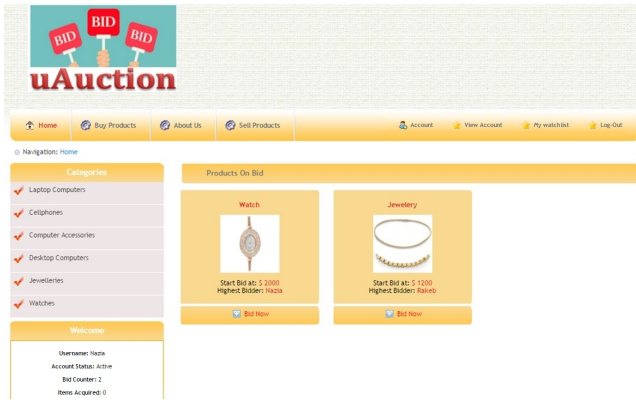 BID
BID BID
uAuction
Home Buy Products About Us Sell Products Account View Account My watchlist Log-Out
Navigation: Home
Categories
Products On Bid
Laptop Computers
Cellphones
Computer Accessories
Desktop Computers
Jewelleries
Watches
Watch
Start Bid at: $ 2000
Highest Bidder: Nazia
Bid Now
Jewelery
Start Bid at: $ 1200
Highest Bidder: Rakeb
Bid Now
Welcome
Username: Nazia
Account Status: Active
Bid Counter: 2
Items Acquired: 0